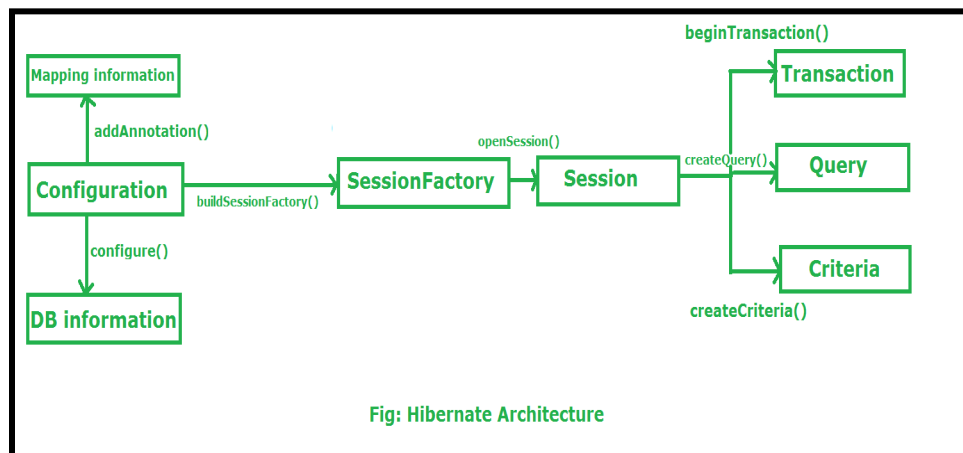 beginTransaction()
Mapping information
Transaction
addAnnotation()
openSession()
createQuery()
Query
Configuration
SessionFactory
Session
buildSessionFactory()
configure()
Criteria
createCriteria()
DB information
Fig: Hibernate Architecture